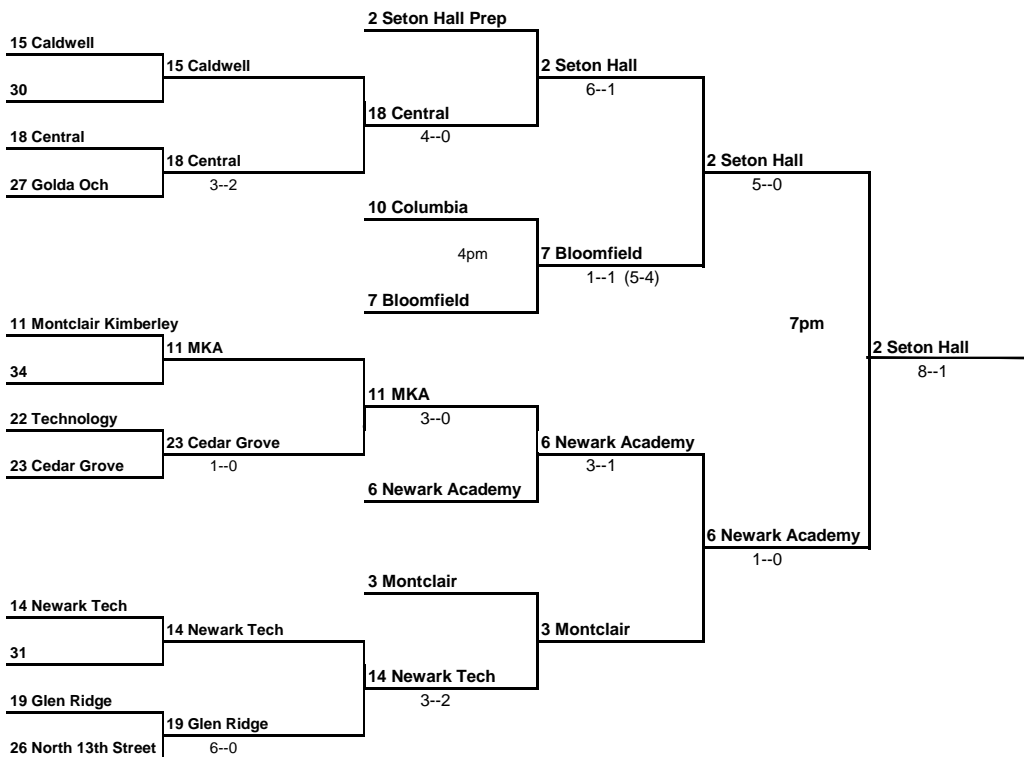 2 Seton Hall Prep
15 Caldwell
15 Caldwell
2 Seton Hall
30
6--1
18 Central
18 Central
4--0
18 Central
2 Seton Hall
27 Golda Och
3--2
5--0
10 Columbia
4pm
7 Bloomfield
1--1 (5-4)
7 Bloomfield
11 Montclair Kimberley
7pm
11 MKA
2 Seton Hall
34
8--1
11 MKA
22 Technology
3--0
23 Cedar Grove
6 Newark Academy
23 Cedar Grove
1--0
3--1
6 Newark Academy
6 Newark Academy
1--0
3 Montclair
14 Newark Tech
14 Newark Tech
3 Montclair
31
14 Newark Tech
19 Glen Ridge
3--2
19 Glen Ridge
26 North 13th Street
6--0